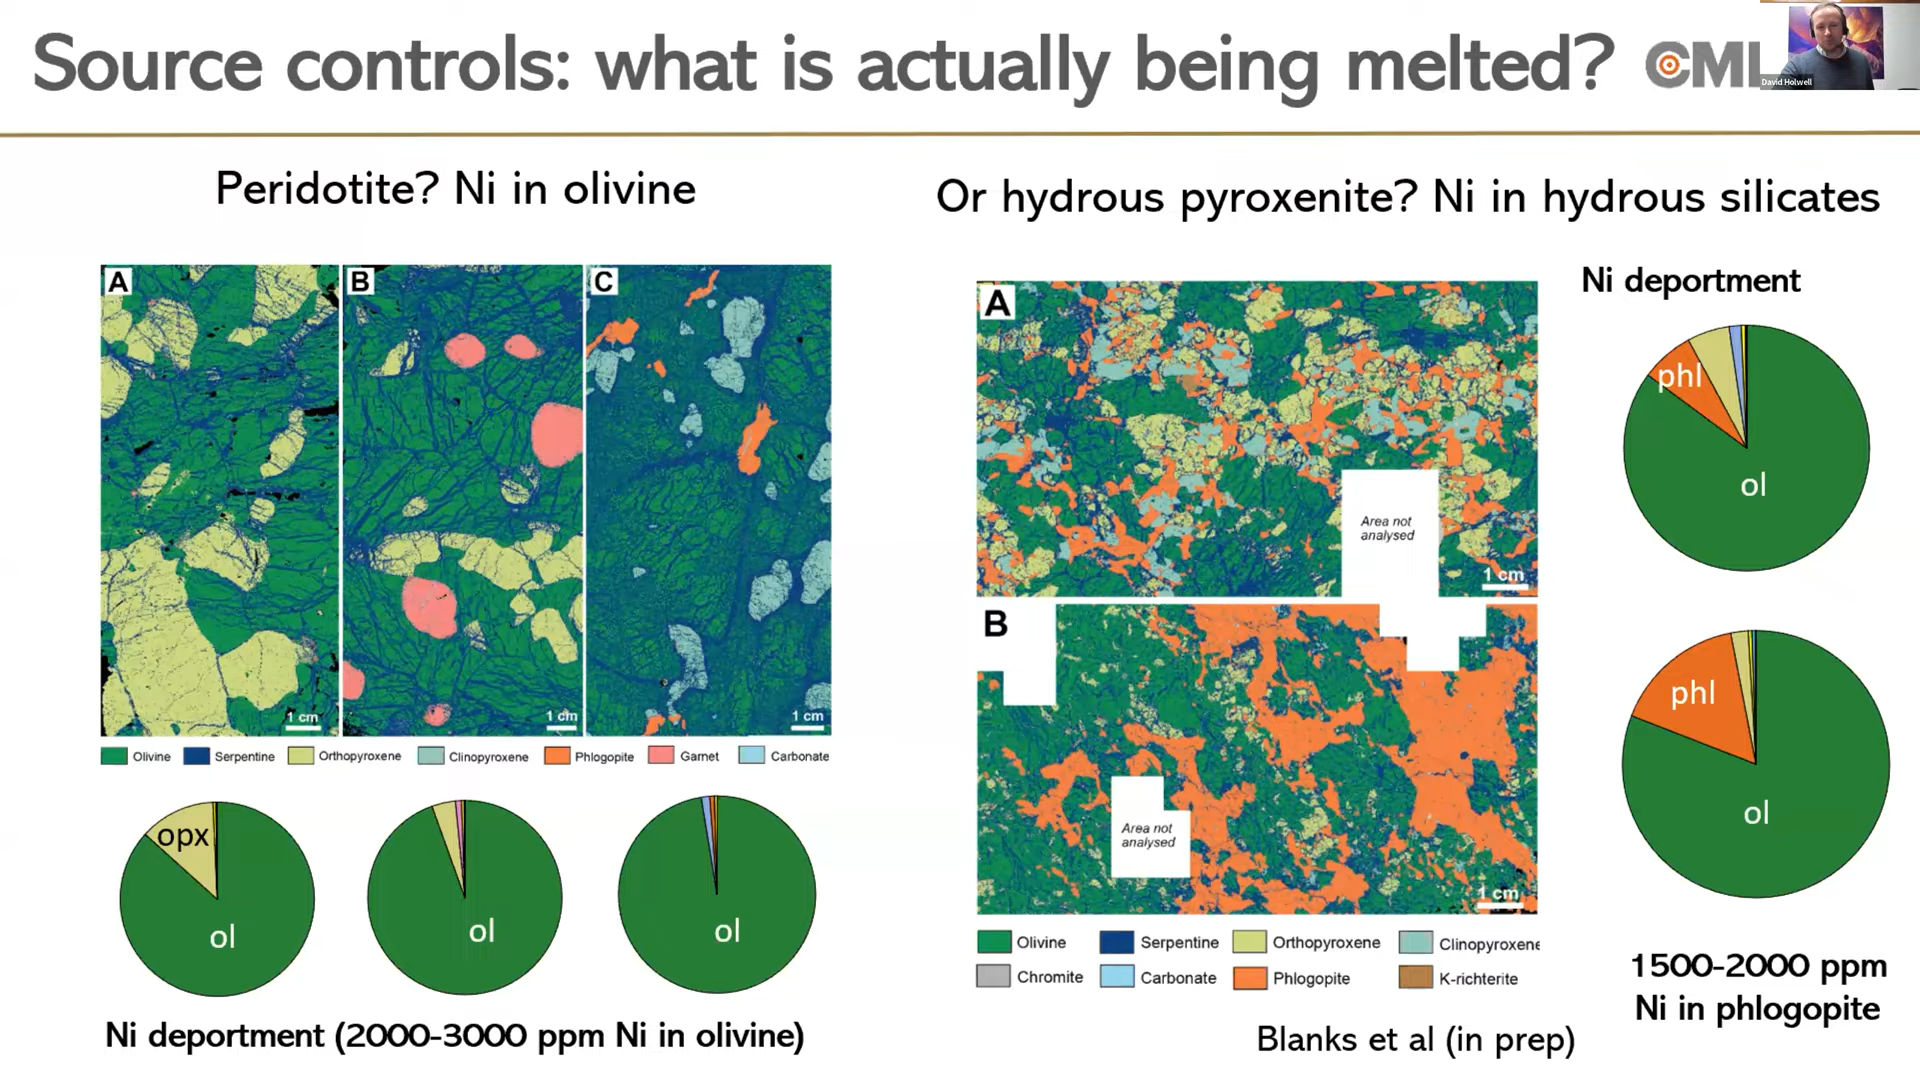 Source controls: what is actually being melted?
CML
David Holwell
Peridotite? Ni in olivine
Or hydrous pyroxenite? Ni in hydrous silicates
A
B
C
1 cm
1 cm
1 cm
Olivine
Serpentine
Orthopyroxene
Clinopyroxene
Phlogopite
Garnet
Carbonate
opx
ol
ol
ol
Ni deportment (2000-3000 ppm Ni in olivine)
A
Area not
analysed
1 cm
B
Area not
analysed
1 cm
Olivine
Serpentine
Orthopyroxene
Clinopyroxene
Chromite
Carbonate
Phlogopite
K-richterite
Ni deportment
phl
ol
phl
ol
1500-2000 ppm
Ni in phlogopite
Blanks et al (in prep)